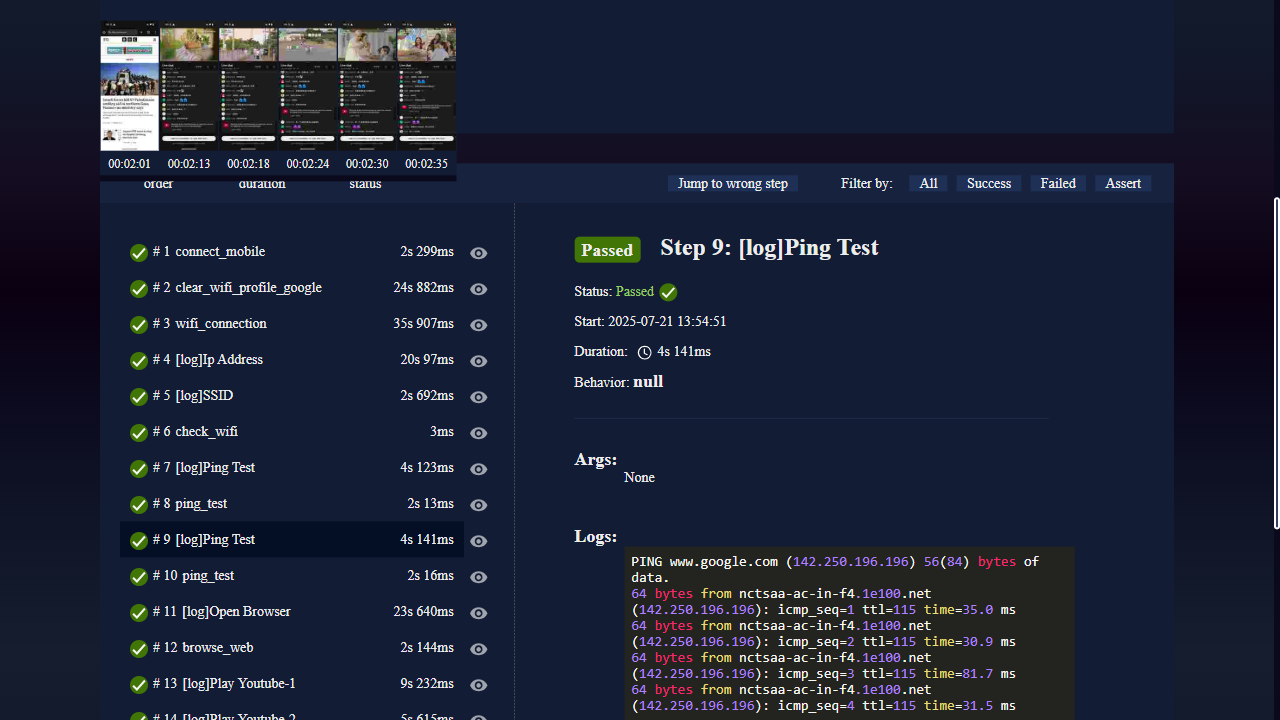 00:02:01 00:02:13 00:02:18 00:02:24 00:02:30 00:02:35
order duration status Jump to wrong step Filter by: All Success Failed Assert
# 1 connect_mobile 2s 299ms
# 2 clear_wifi_profile_google 24s 882ms
# 3 wifi_connection 35s 907ms
# 4 [log]Ip Address 20s 97ms
# 5 [log]SSID 2s 692ms
# 6 check_wifi 3ms
# 7 [log]Ping Test 4s 123ms
# 8 ping_test 2s 13ms
# 9 [log]Ping Test 4s 141ms
# 10 ping_test 2s 16ms
# 11 [log]Open Browser 23s 640ms
# 12 browse_web 2s 144ms
# 13 [log]Play Youtube-1 9s 232ms
# 14 [log]Play Youtube-2 5s 615ms
Passed Step 9: [log]Ping Test
Status: Passed
Start: 2025-07-21 13:54:51
Duration: 4s 141ms
Behavior: null
Args:
None
Logs:
PING www.google.com (142.250.196.196) 56(84) bytes of
data.
64 bytes from nctsaa-ac-in-f4.1e100.net
(142.250.196.196): icmp_seq=1 ttl=115 time=35.0 ms
64 bytes from nctsaa-ac-in-f4.1e100.net
(142.250.196.196): icmp_seq=2 ttl=115 time=30.9 ms
64 bytes from nctsaa-ac-in-f4.1e100.net
(142.250.196.196): icmp_seq=3 ttl=115 time=81.7 ms
64 bytes from nctsaa-ac-in-f4.1e100.net
(142.250.196.196): icmp_seq=4 ttl=115 time=31.5 ms